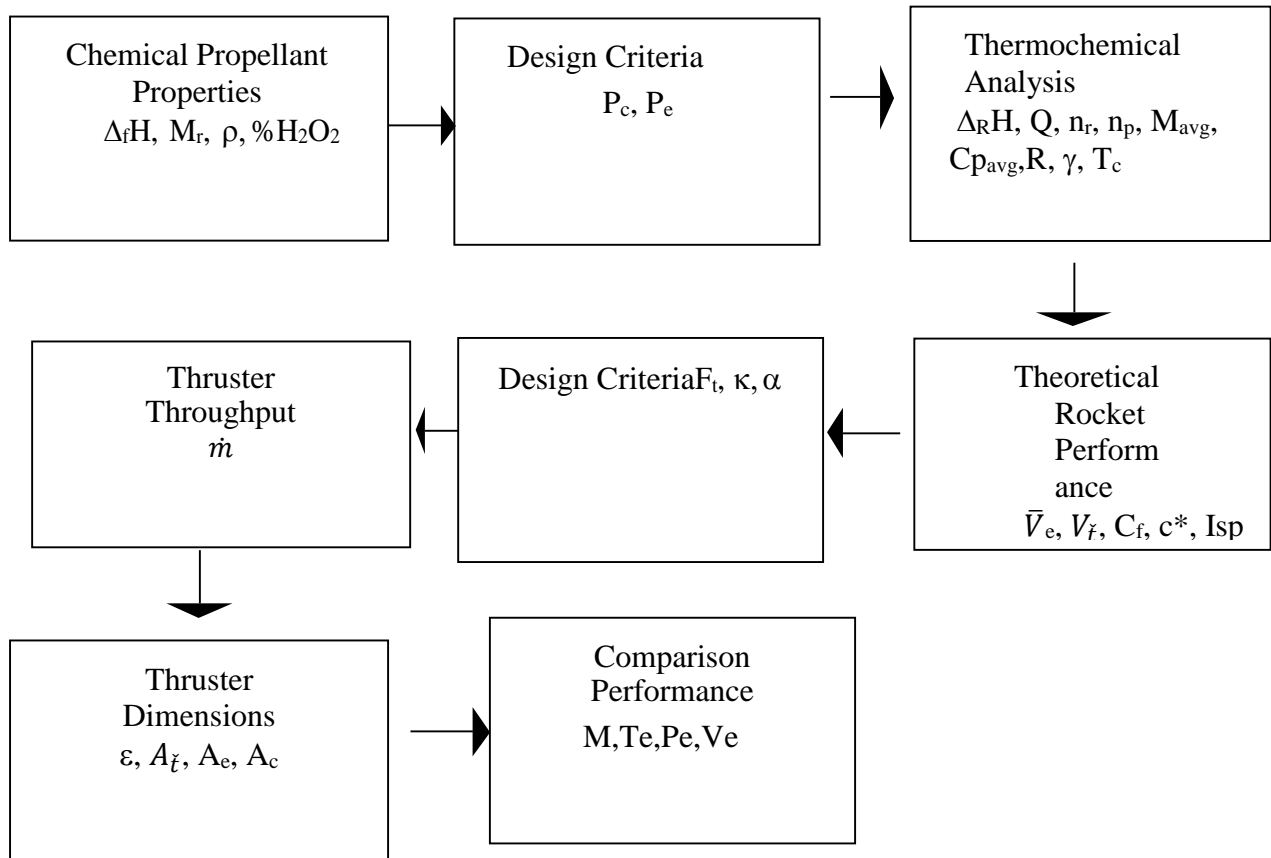 Chemical Propellant
Properties
ΔfH, Mr, ρ, %H₂O₂
Design Criteria
Pc, Pe
Thermochemical
Analysis
ΔRH, Q, nr, np, Mavg,
Cpavg,R, γ, Tc
Thruster
Throughput
ṁ
Design CriteriaFt, κ, α
Theoretical
Rocket
Perform
ance
V̄e, Vť, Cf, c*, Isp
Thruster
Dimensions
ε, Ať, Ae, Ac
Comparison
Performance
M,Te,Pe,Ve